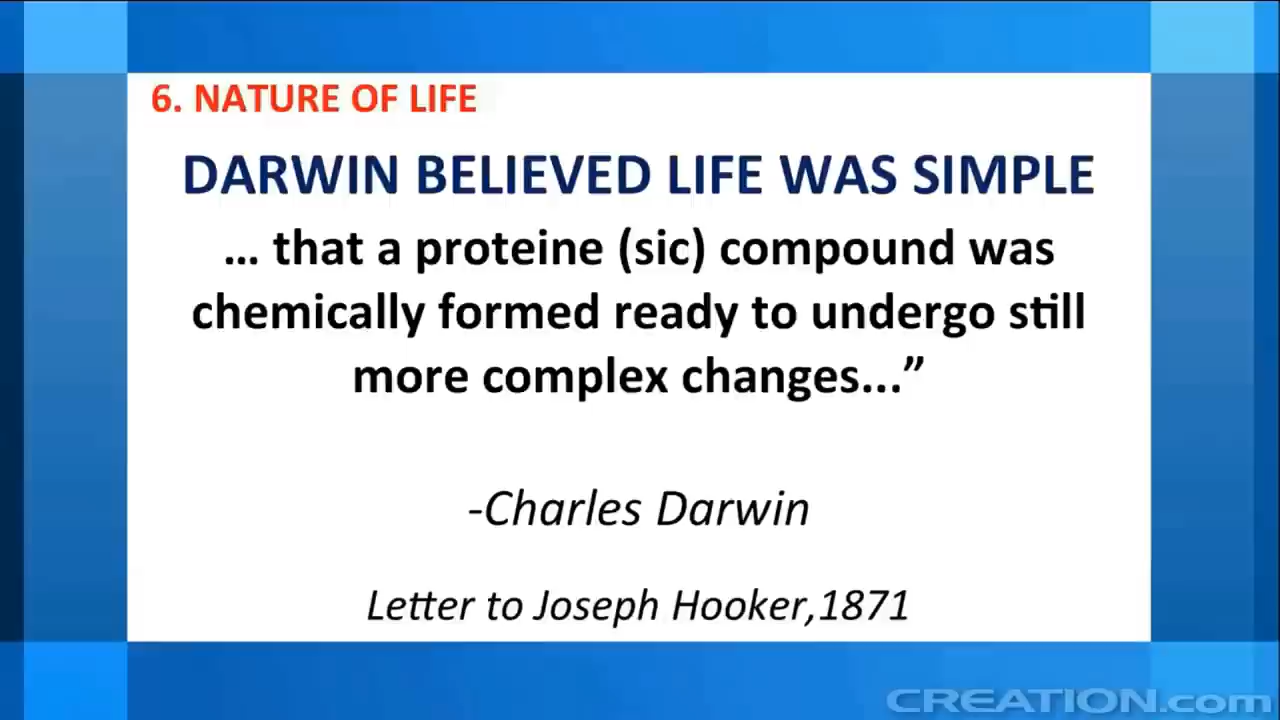 6. NATURE OF LIFE
DARWIN BELIEVED LIFE WAS SIMPLE
... that a proteine (sic) compound was
chemically formed ready to undergo still
more complex changes...”
-Charles Darwin
Letter to Joseph Hooker,1871
CREATION.com